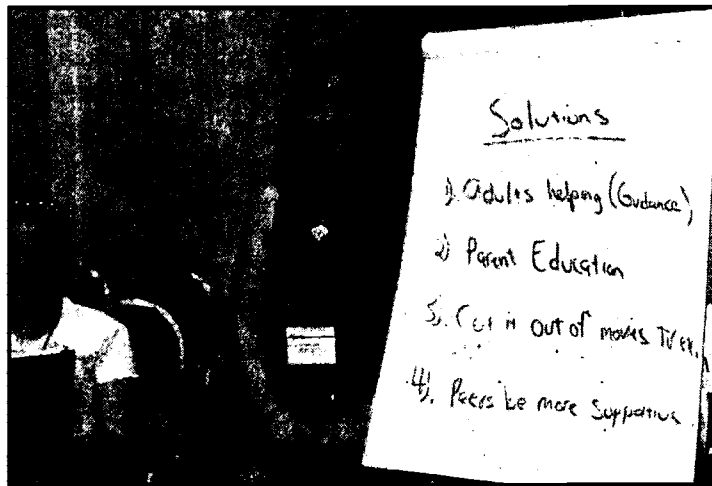 Solutions
1). Adults helping (Guidance)
2) Parent Education
3). Cut it out of movies TV ex.
4). Peers be more supportive